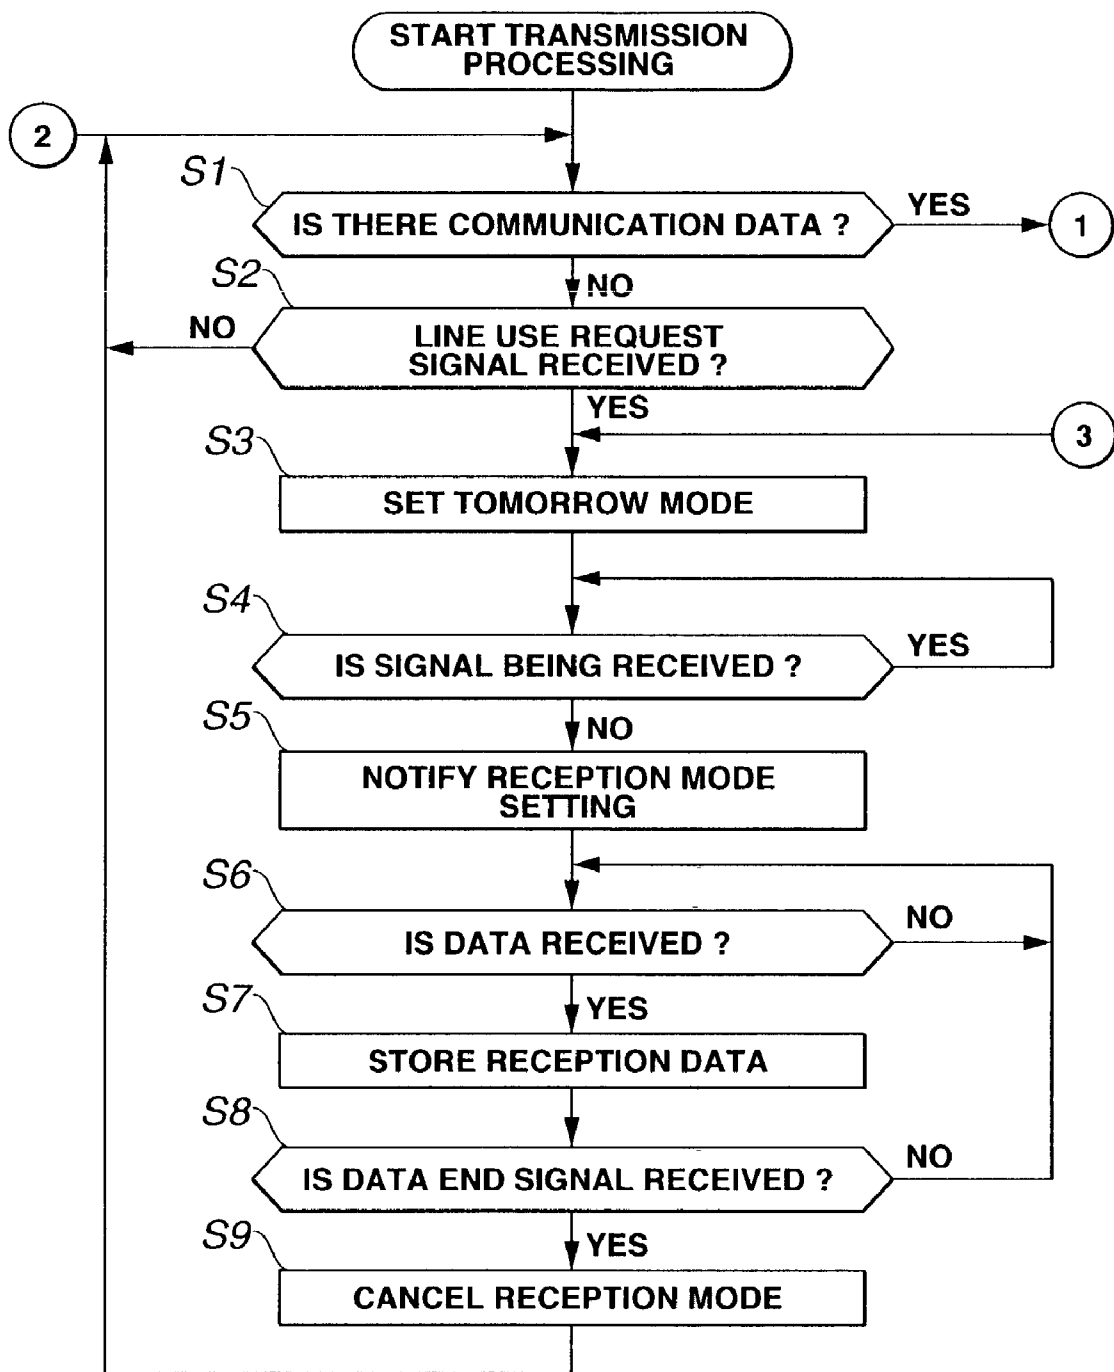 START TRANSMISSION
PROCESSING
2
S1
IS THERE COMMUNICATION DATA ?
YES
1
S2
NO
NO
LINE USE REQUEST
SIGNAL RECEIVED ?
YES
3
S3
SET TOMORROW MODE
S4
IS SIGNAL BEING RECEIVED ?
YES
S5
NO
NOTIFY RECEPTION MODE
SETTING
S6
IS DATA RECEIVED ?
NO
S7
YES
STORE RECEPTION DATA
S8
IS DATA END SIGNAL RECEIVED ?
NO
S9
YES
CANCEL RECEPTION MODE